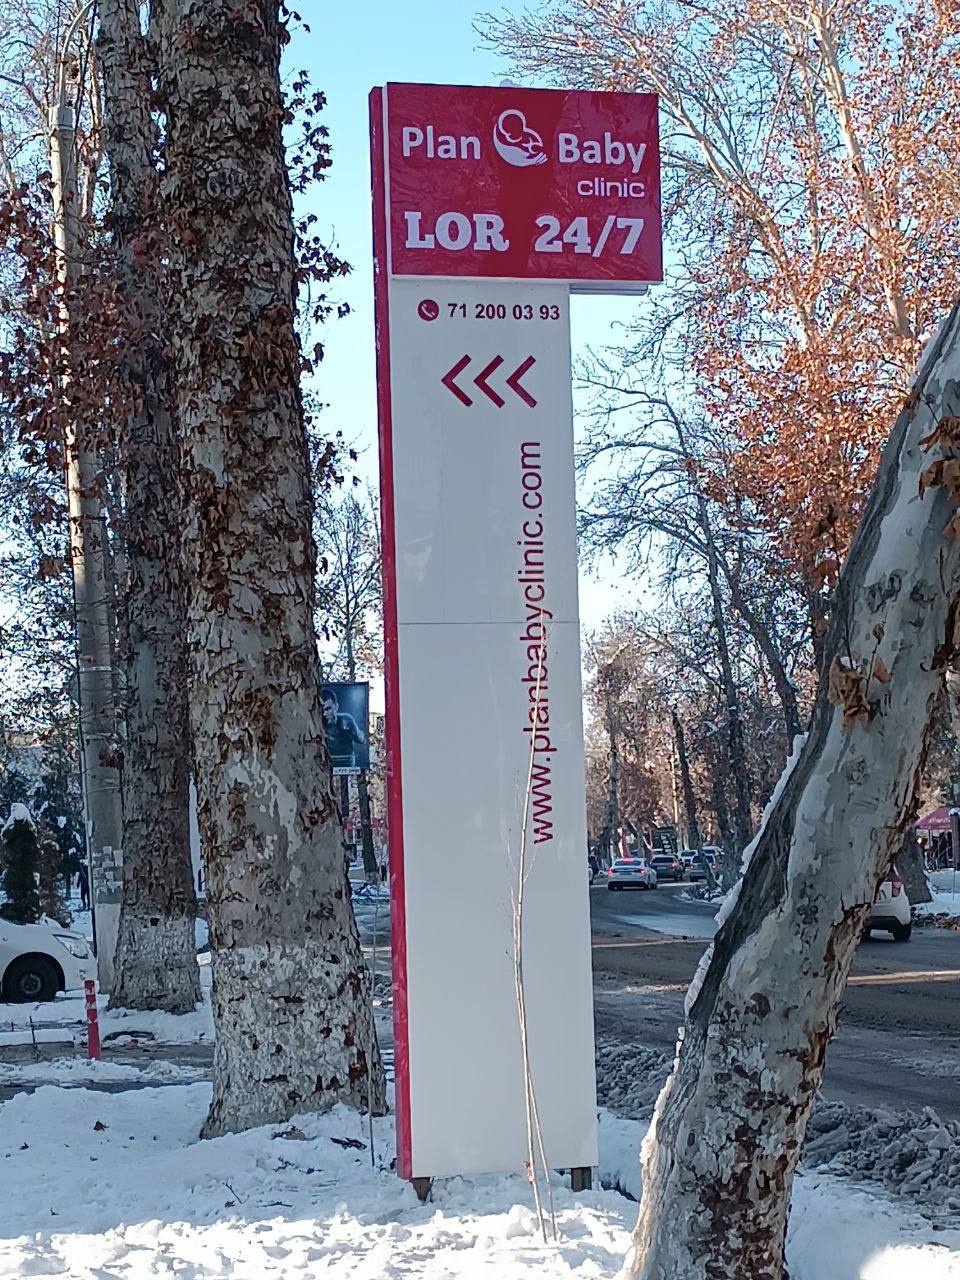 Plan Baby
clinic
LOR 24/7
71 200 03 93
www.planbabyclinic.com